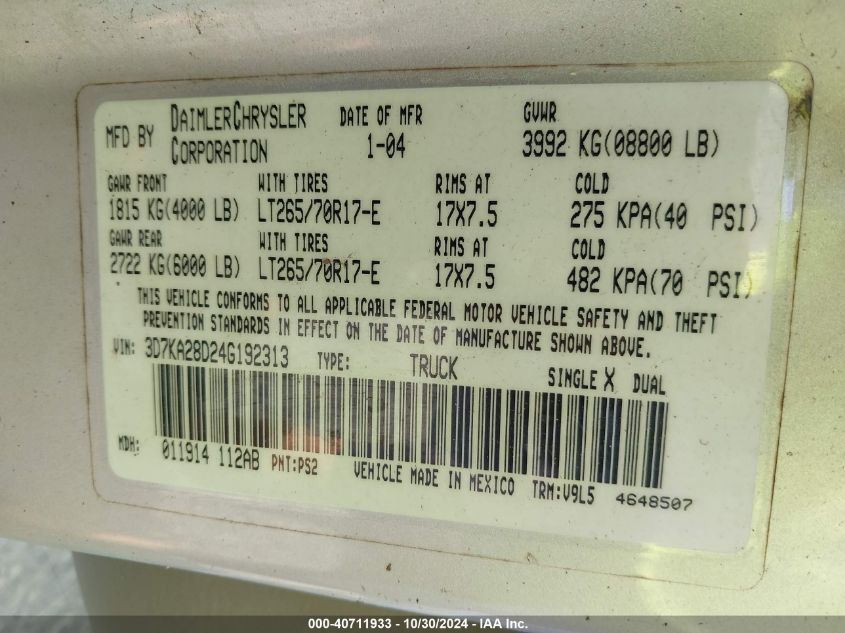 MFD BY DAIMLERCHRYSLER CORPORATION DATE OF MFR 1-04 GVWR 3992 KG(08800 LB)
GAWR FRONT WITH TIRES RIMS AT COLD
1815 KG(4000 LB) LT265/70R17-E 17X7.5 275 KPA(40 PSI)
GAWR REAR WITH TIRES RIMS AT COLD
2722 KG(6000 LB) LT265/70R17-E 17X7.5 482 KPA(70 PSI)
THIS VEHICLE CONFORMS TO ALL APPLICABLE FEDERAL MOTOR VEHICLE SAFETY AND THEFT
PREVENTION STANDARDS IN EFFECT ON THE DATE OF MANUFACTURE SHOWN ABOVE.
VIN: 3D7KA28D24G192313 TYPE: TRUCK SINGLE X DUAL
MDH: 011914 112AB PNT:PS2 VEHICLE MADE IN MEXICO TRM:V9L5 4648507
000-40711933 - 10/30/2024 - IAA Inc.